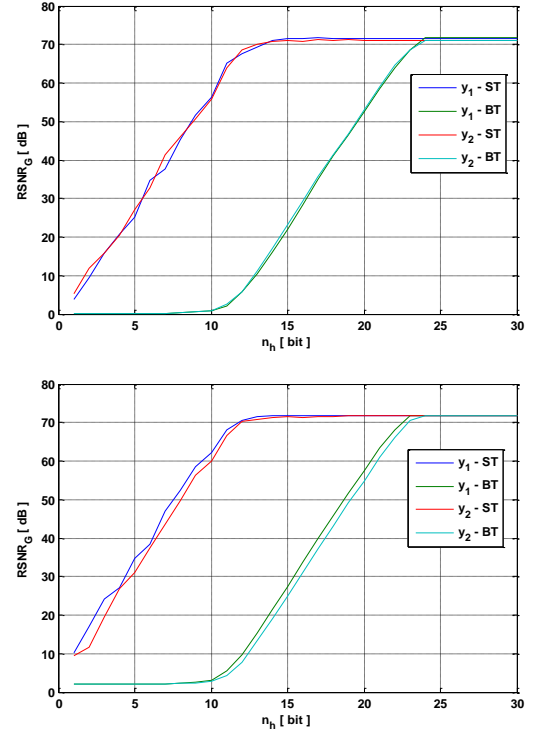 80
70
60
50
40
30
20
10
0
RSNR_G [ dB ]
y_1 - ST
y_1 - BT
y_2 - ST
y_2 - BT
0 5 10 15 20 25 30
n_h [ bit ]
80
70
60
50
40
30
20
10
0
RSNR_G [ dB ]
y_1 - ST
y_1 - BT
y_2 - ST
y_2 - BT
0 5 10 15 20 25 30
n_h [ bit ]